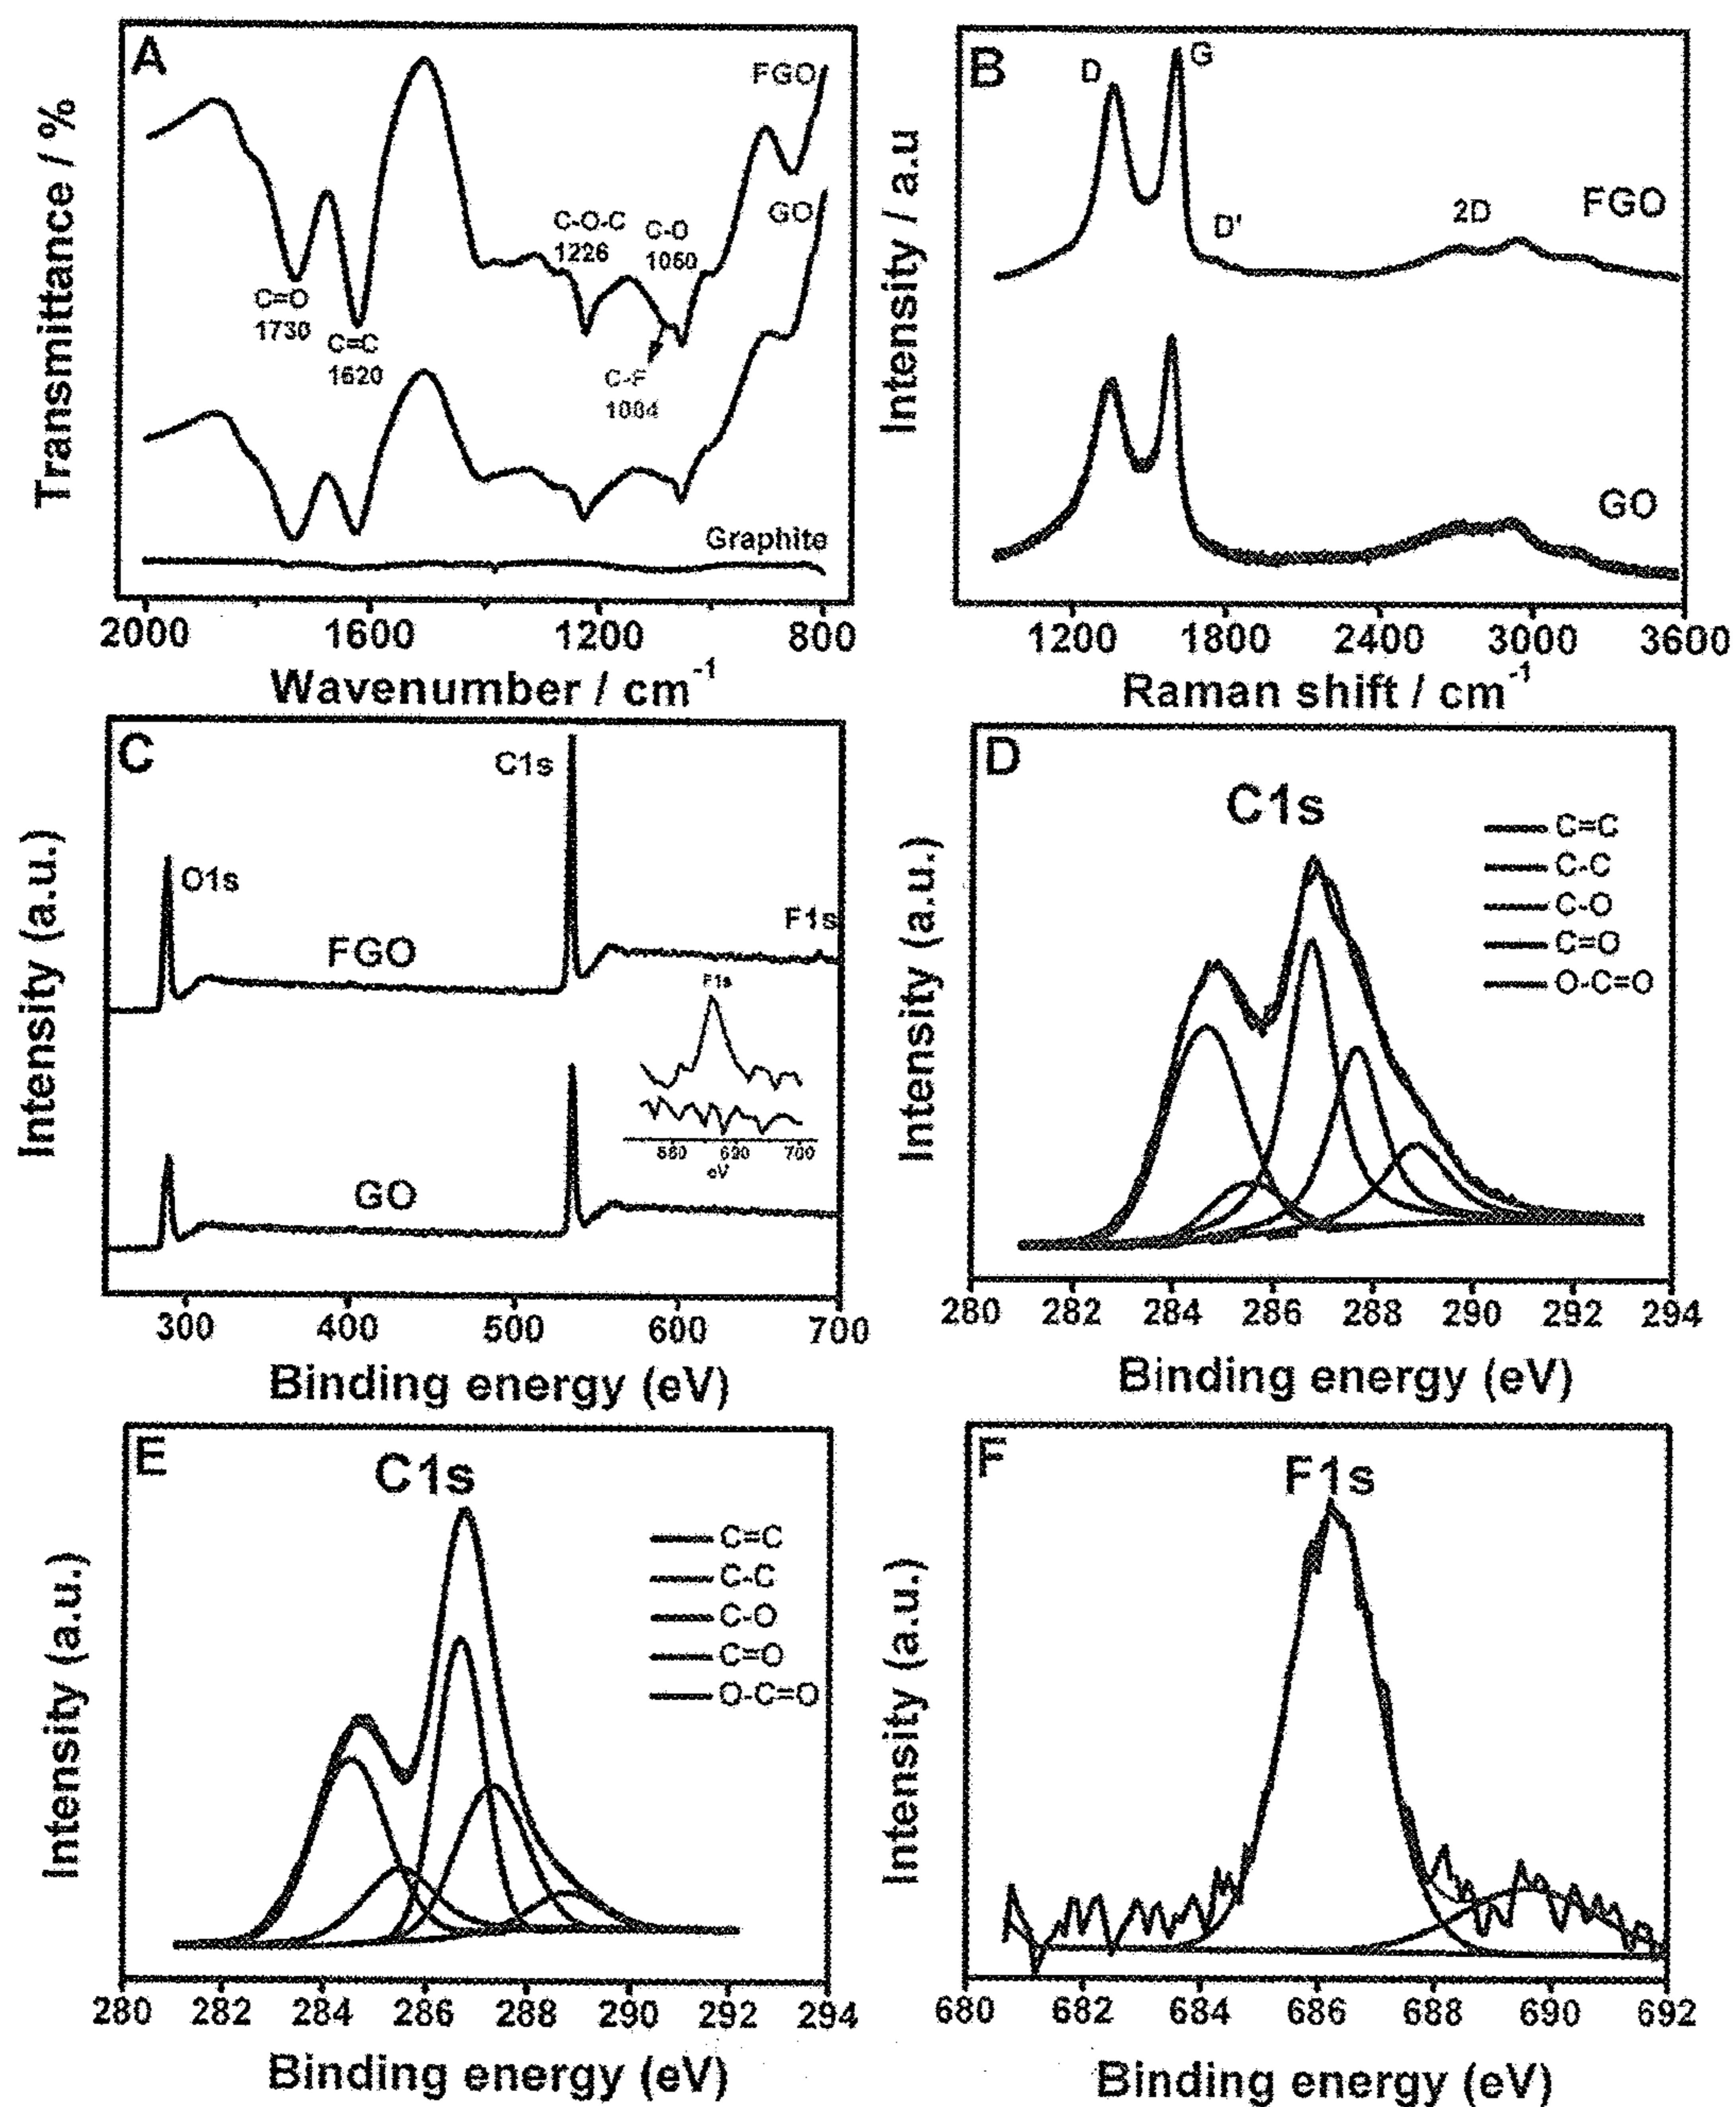 A
FGO
GO
C-O-C
1226
C-O
1050
C=O
1730
C=C
1620
C-F
1084
Graphite
Transmittance / %
2000 1600 1200 800
Wavenumber / cm-1
B
D
G
D'
2D
FGO
GO
Intensity / a.u
1200 1800 2400 3000 3600
Raman shift / cm-1
C
C1s
O1s
F1s
FGO
F1s
690 700
eV
GO
Intensity (a.u.)
300 400 500 600 700
Binding energy (eV)
D
C1s
C=C
C-C
C-O
C=O
O-C=O
Intensity (a.u.)
280 282 284 286 288 290 292 294
Binding energy (eV)
E
C1s
C=C
C-C
C-O
C=O
O-C=O
Intensity (a.u.)
280 282 284 286 288 290 292 294
Binding energy (eV)
F
F1s
Intensity (a.u.)
680 682 684 686 688 690 692
Binding energy (eV)